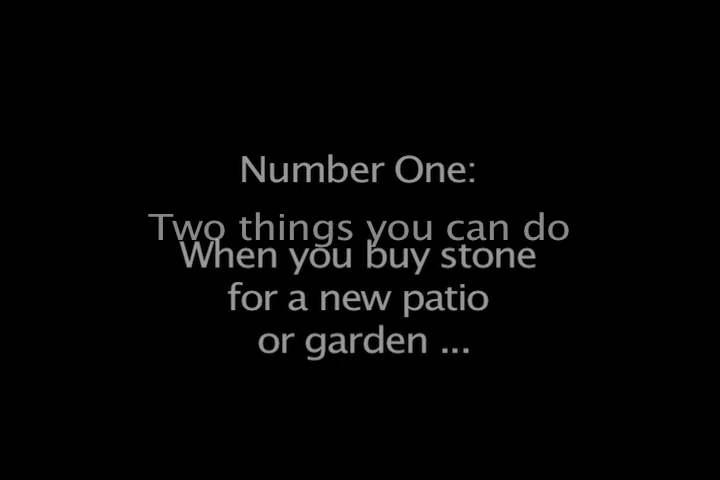 Number One:
Two things you can do
When you buy stone
for a new patio
or garden ...